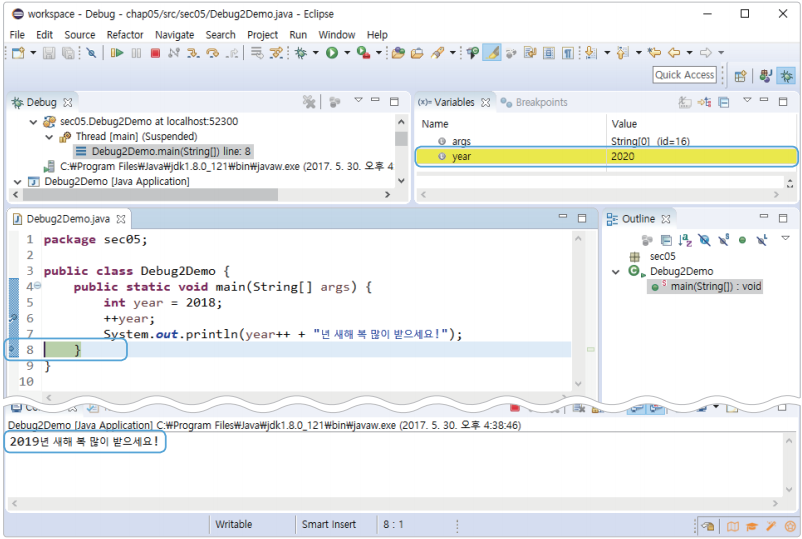 workspace - Debug - chap05/src/sec05/Debug2Demo.java - Eclipse
File Edit Source Refactor Navigate Search Project Run Window Help
Quick Access
Debug
sec05.Debug2Demo at localhost:52300
Thread [main] (Suspended)
Debug2Demo.main(String[]) line: 8
C:₩Program Files₩Java₩jdk1.8.0_121₩bin₩javaw.exe (2017. 5. 30. 오후 4
Debug2Demo [Java Application]
(x)= Variables Breakpoints
Name Value
args String[0] (id=16)
year 2020
Debug2Demo.java
1 package sec05;
2
3 public class Debug2Demo {
4 public static void main(String[] args) {
5 int year = 2018;
6 ++year;
7 System.out.println(year++ + "년 새해 복 많이 받으세요!");
8 }
9 }
10
Outline
sec05
Debug2Demo
main(String[]) : void
Debug2Demo [Java Application] C:₩Program Files₩Java₩jdk1.8.0_121₩bin₩javaw.exe (2017. 5. 30. 오후 4:38:46)
2019년 새해 복 많이 받으세요!
Writable Smart Insert 8 : 1